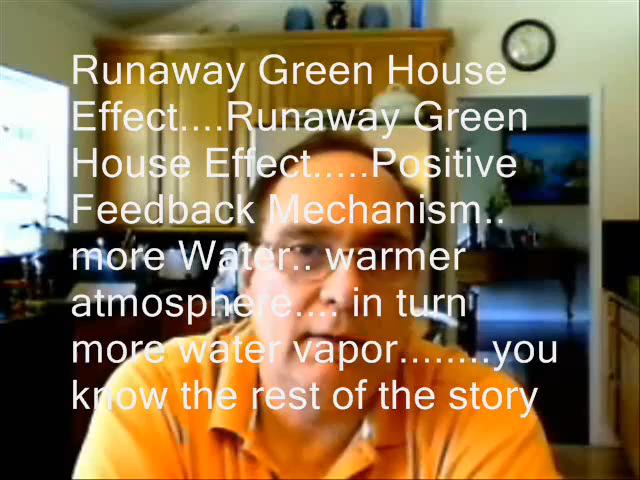 Runaway Green House
Effect....Runaway Green
House Effect.....Positive
Feedback Mechanism..
more Water.. warmer
atmosphere.... in turn
more water vapor........you
know the rest of the story